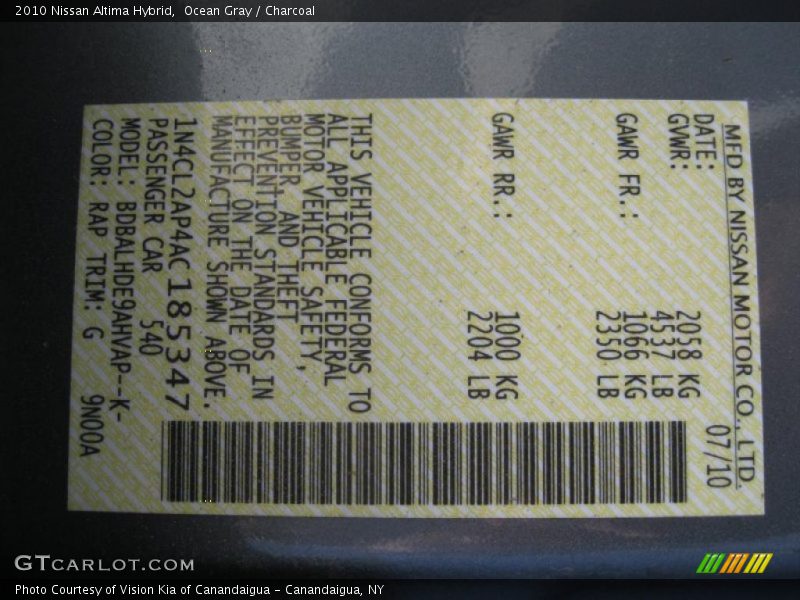 2010 Nissan Altima Hybrid,  Ocean Gray / Charcoal
MFD BY NISSAN MOTOR CO., LTD.
DATE: 07/10
GVWR: 2058 KG
4537 LB
GAWR FR.: 1066 KG
2350 LB
GAWR RR.: 1000 KG
2204 LB
THIS VEHICLE CONFORMS TO
ALL APPLICABLE FEDERAL
MOTOR VEHICLE SAFETY,
BUMPER AND THEFT
PREVENTION STANDARDS IN
EFFECT ON THE DATE OF
MANUFACTURE SHOWN ABOVE.
1N4CL2AP4AC185347
PASSENGER CAR 540
MODEL: BDBALHDE9AHVAP--K-
COLOR: RAP TRIM: G 9N00A
GTCARLOT.COM
Photo Courtesy of Vision Kia of Canandaigua - Canandaigua, NY